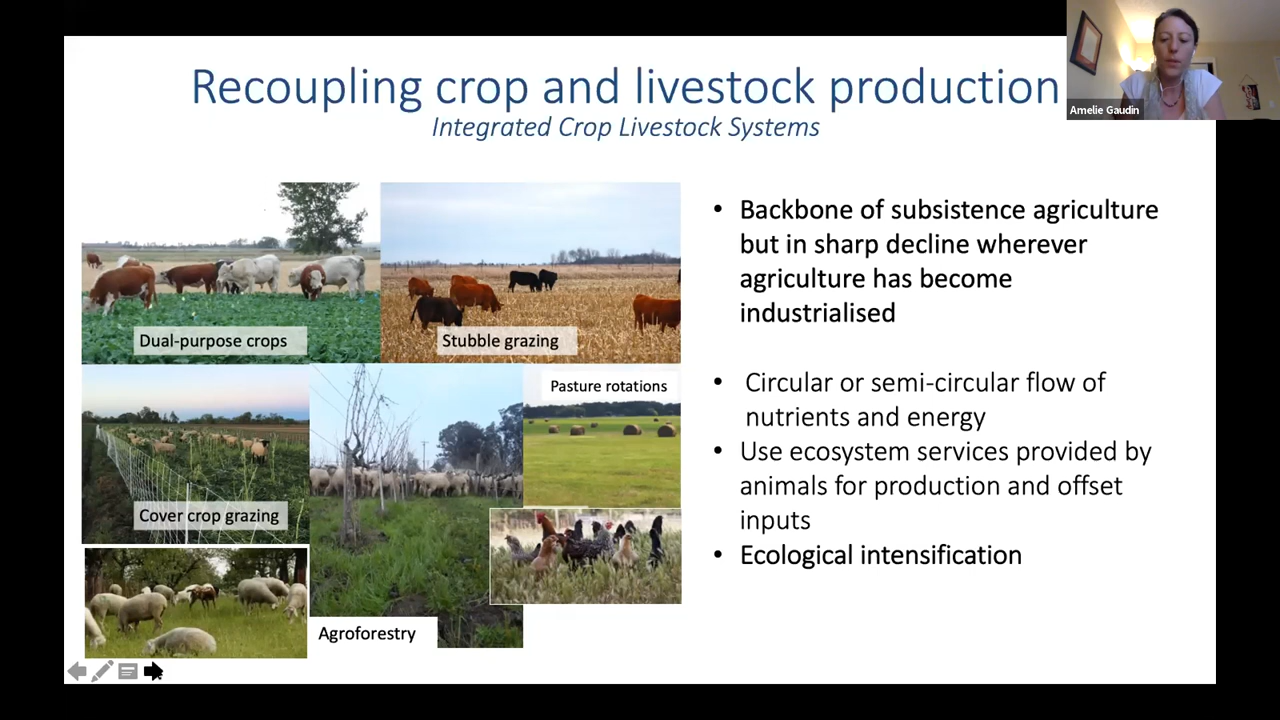 Recoupling crop and livestock production
Integrated Crop Livestock Systems
Amelie Gaudin
Dual-purpose crops
Stubble grazing
Pasture rotations
Cover crop grazing
Agroforestry
• Backbone of subsistence agriculture
but in sharp decline wherever
agriculture has become
industrialised
• Circular or semi-circular flow of
nutrients and energy
• Use ecosystem services provided by
animals for production and offset
inputs
• Ecological intensification